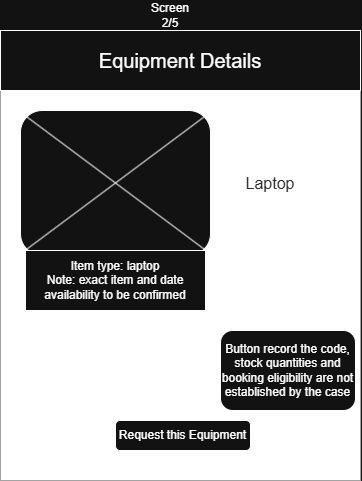 Screen
2/5
Equipment Details
Laptop
Item type: laptop
Note: exact item and date
availability to be confirmed
Button record the code,
stock quantities and
booking eligibility are not
established by the case
Request this Equipment